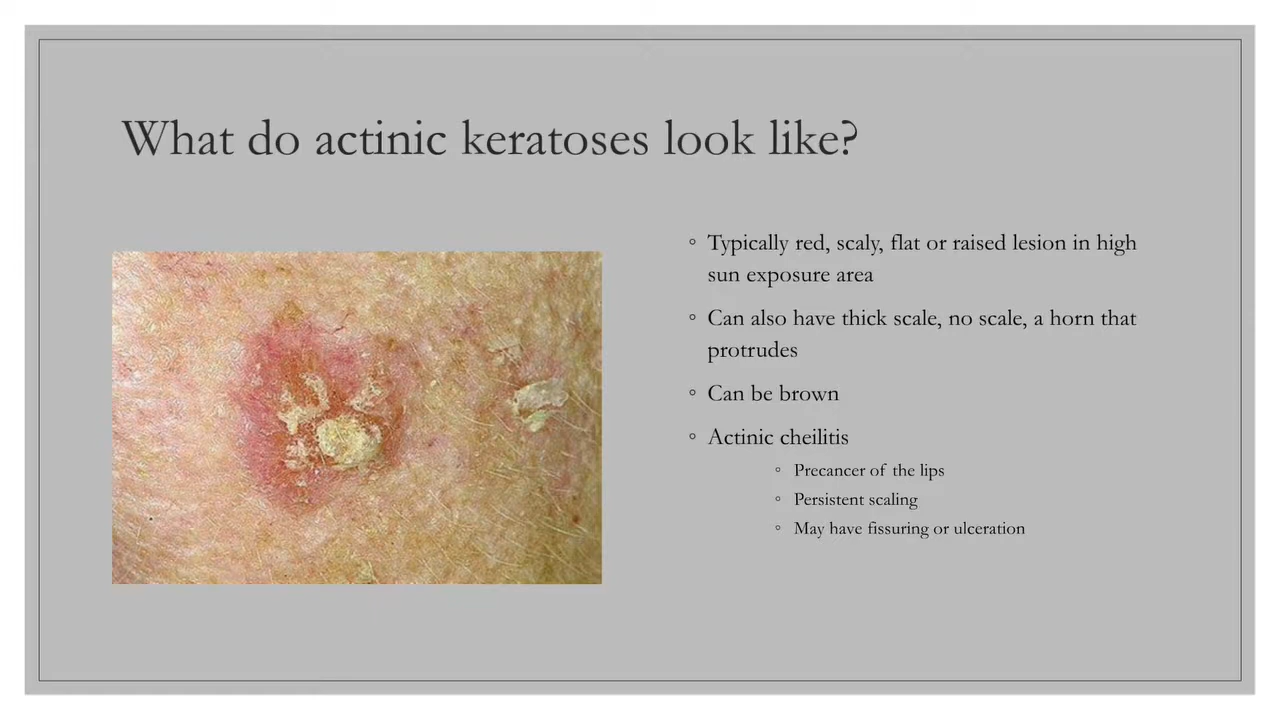 What do actinic keratoses look like?
◦ Typically red, scaly, flat or raised lesion in high
sun exposure area
◦ Can also have thick scale, no scale, a horn that
protrudes
◦ Can be brown
◦ Actinic cheilitis
◦ Precancer of the lips
◦ Persistent scaling
◦ May have fissuring or ulceration